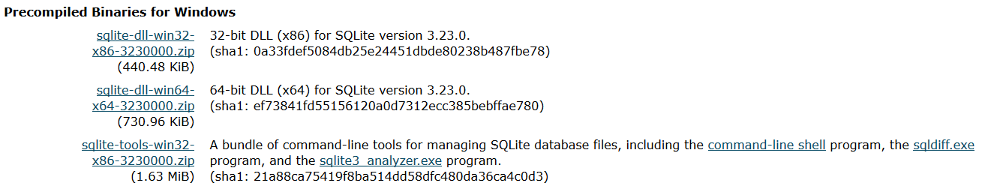 Precompiled Binaries for Windows
sqlite-dll-win32- 32-bit DLL (x86) for SQLite version 3.23.0.
x86-3230000.zip (sha1: 0a33fdef5084db25e24451dbde80238b487fbe78)
(440.48 KiB)
sqlite-dll-win64- 64-bit DLL (x64) for SQLite version 3.23.0.
x64-3230000.zip (sha1: ef73841fd55156120a0d7312ecc385bebffae780)
(730.96 KiB)
sqlite-tools-win32- A bundle of command-line tools for managing SQLite database files, including the command-line shell program, the sqldiff.exe
x86-3230000.zip program, and the sqlite3_analyzer.exe program.
(1.63 MiB) (sha1: 21a88ca75419f8ba514dd58dfc480da36ca4c0d3)